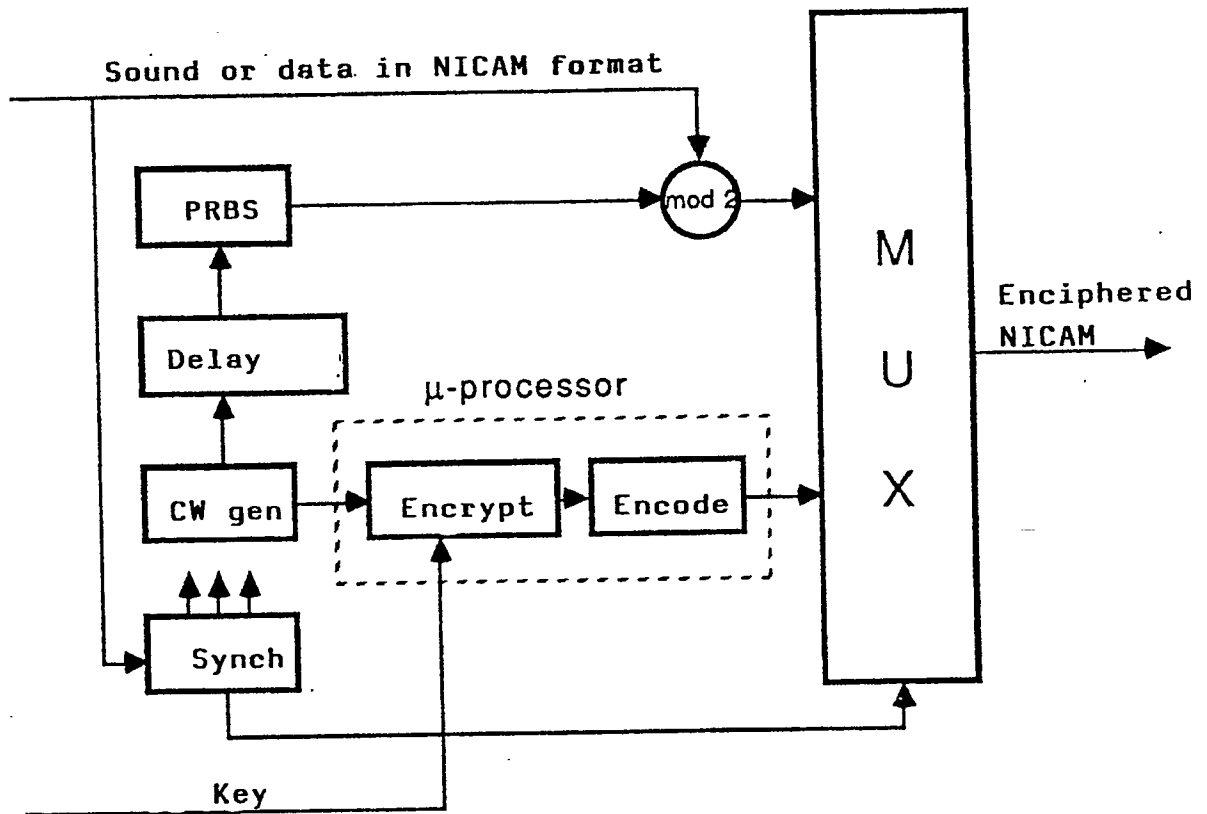 Sound or data in NICAM format
PRBS
mod 2
Delay
μ-processor
CW gen
Encrypt
Encode
Synch
Key
M
U
X
Enciphered
NICAM